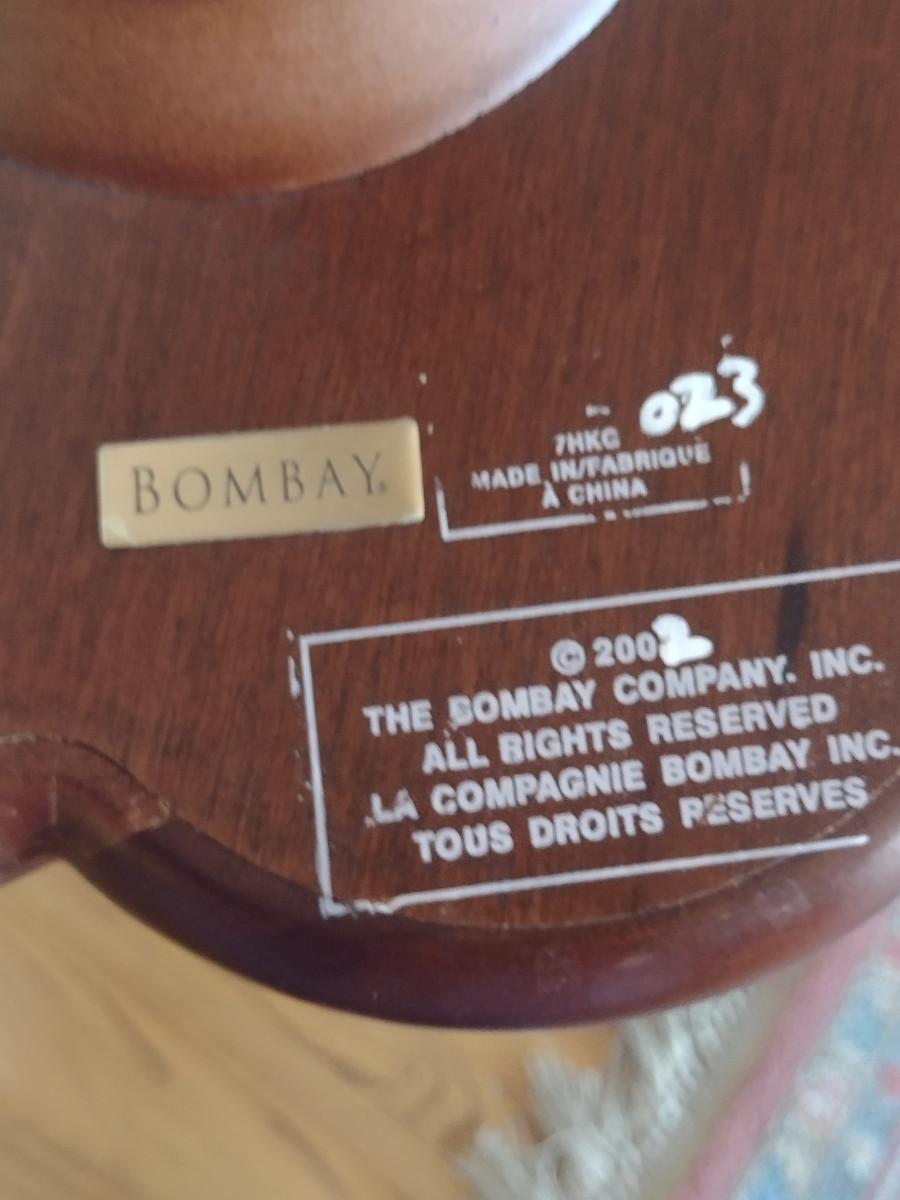 BOMBAY®
023
7HKG
MADE IN/FABRIQUÉ
À CHINA
© 2002
THE BOMBAY COMPANY. INC.
ALL RIGHTS RESERVED
LA COMPAGNIE BOMBAY INC.
TOUS DROITS RESERVES